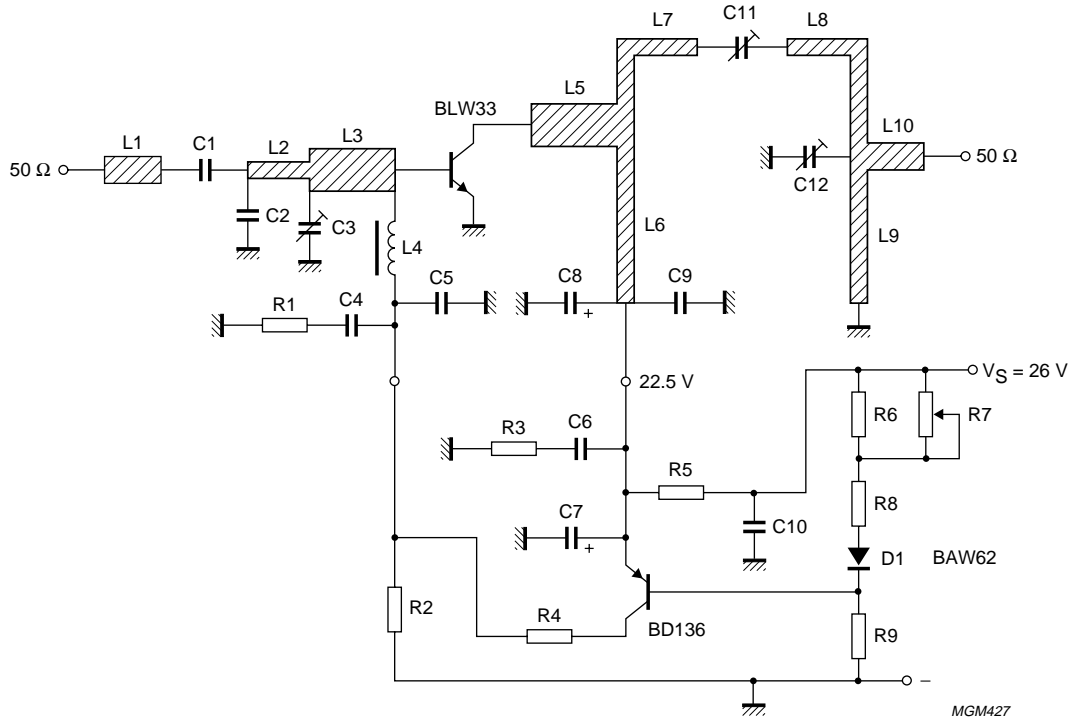 C11
L7
L8
L5
BLW33
L10
L1
C1
L2
L3
50 Ω
50 Ω
C12
C2
C3
L4
L6
L9
C5
C8
C9
+
R1
C4
22.5 V
VS = 26 V
R6
R7
R3
C6
R5
R8
C7
C10
+
D1
BAW62
R2
R4
BD136
R9
–
MGM427